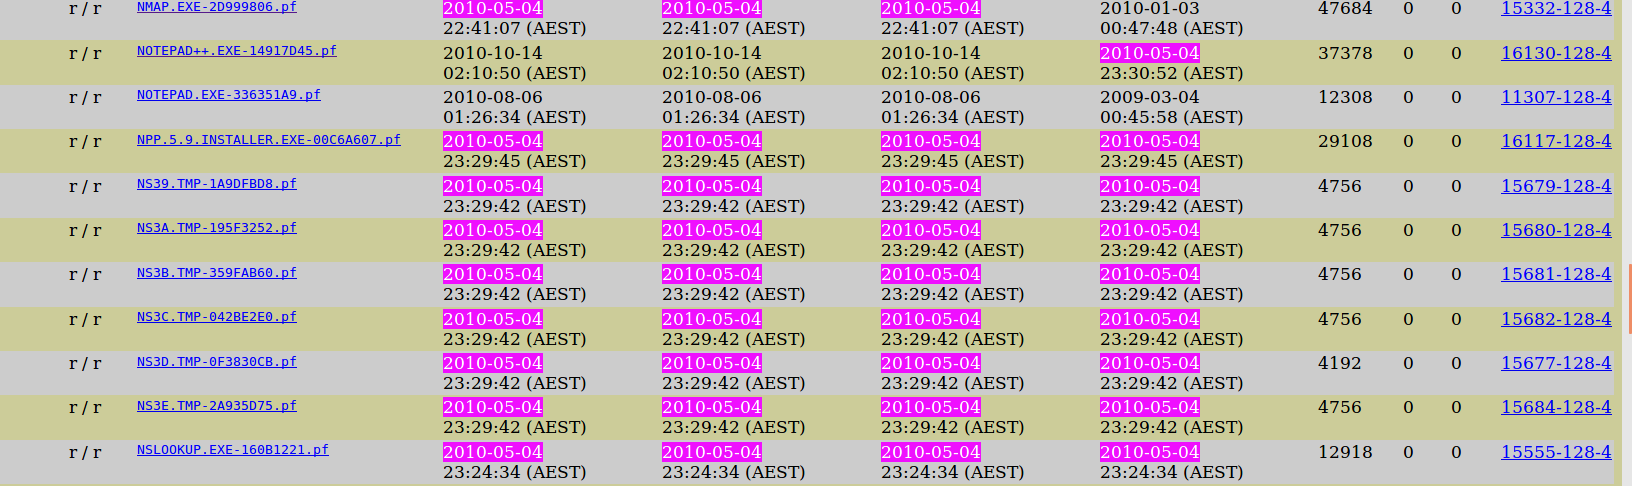 r / r NMAP.EXE-2D999806.pf 2010-05-04 2010-05-04 2010-05-04 2010-01-03 47684 0 0 15332-128-4
22:41:07 (AEST) 22:41:07 (AEST) 22:41:07 (AEST) 00:47:48 (AEST)
r / r NOTEPAD++.EXE-14917D45.pf 2010-10-14 2010-10-14 2010-10-14 2010-05-04 37378 0 0 16130-128-4
02:10:50 (AEST) 02:10:50 (AEST) 02:10:50 (AEST) 23:30:52 (AEST)
r / r NOTEPAD.EXE-336351A9.pf 2010-08-06 2010-08-06 2010-08-06 2009-03-04 12308 0 0 11307-128-4
01:26:34 (AEST) 01:26:34 (AEST) 01:26:34 (AEST) 00:45:58 (AEST)
r / r NPP.5.9.INSTALLER.EXE-00C6A607.pf 2010-05-04 2010-05-04 2010-05-04 2010-05-04 29108 0 0 16117-128-4
23:29:45 (AEST) 23:29:45 (AEST) 23:29:45 (AEST) 23:29:45 (AEST)
r / r NS39.TMP-1A9DFBD8.pf 2010-05-04 2010-05-04 2010-05-04 2010-05-04 4756 0 0 15679-128-4
23:29:42 (AEST) 23:29:42 (AEST) 23:29:42 (AEST) 23:29:42 (AEST)
r / r NS3A.TMP-195F3252.pf 2010-05-04 2010-05-04 2010-05-04 2010-05-04 4756 0 0 15680-128-4
23:29:42 (AEST) 23:29:42 (AEST) 23:29:42 (AEST) 23:29:42 (AEST)
r / r NS3B.TMP-359FAB60.pf 2010-05-04 2010-05-04 2010-05-04 2010-05-04 4756 0 0 15681-128-4
23:29:42 (AEST) 23:29:42 (AEST) 23:29:42 (AEST) 23:29:42 (AEST)
r / r NS3C.TMP-042BE2E0.pf 2010-05-04 2010-05-04 2010-05-04 2010-05-04 4756 0 0 15682-128-4
23:29:42 (AEST) 23:29:42 (AEST) 23:29:42 (AEST) 23:29:42 (AEST)
r / r NS3D.TMP-0F3830CB.pf 2010-05-04 2010-05-04 2010-05-04 2010-05-04 4192 0 0 15677-128-4
23:29:42 (AEST) 23:29:42 (AEST) 23:29:42 (AEST) 23:29:42 (AEST)
r / r NS3E.TMP-2A935D75.pf 2010-05-04 2010-05-04 2010-05-04 2010-05-04 4756 0 0 15684-128-4
23:29:42 (AEST) 23:29:42 (AEST) 23:29:42 (AEST) 23:29:42 (AEST)
r / r NSLOOKUP.EXE-160B1221.pf 2010-05-04 2010-05-04 2010-05-04 2010-05-04 12918 0 0 15555-128-4
23:24:34 (AEST) 23:24:34 (AEST) 23:24:34 (AEST) 23:24:34 (AEST)